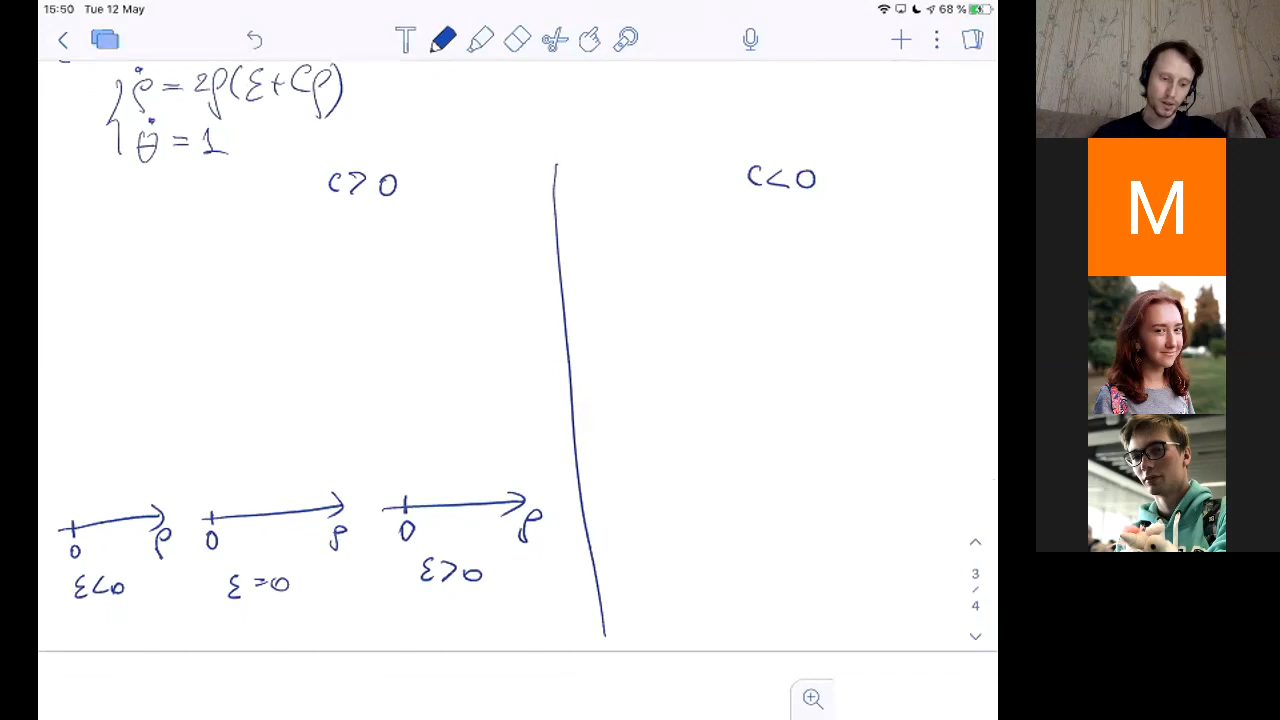 15:50 Tue 12 May 68 %
T
ρ̇ = 2ρ(ε + Cρ)
θ̇ = 1
C > 0
C < 0
M
0 ρ 0 ρ 0 ρ
ε<0 ε =0 ε>0
3
/
4